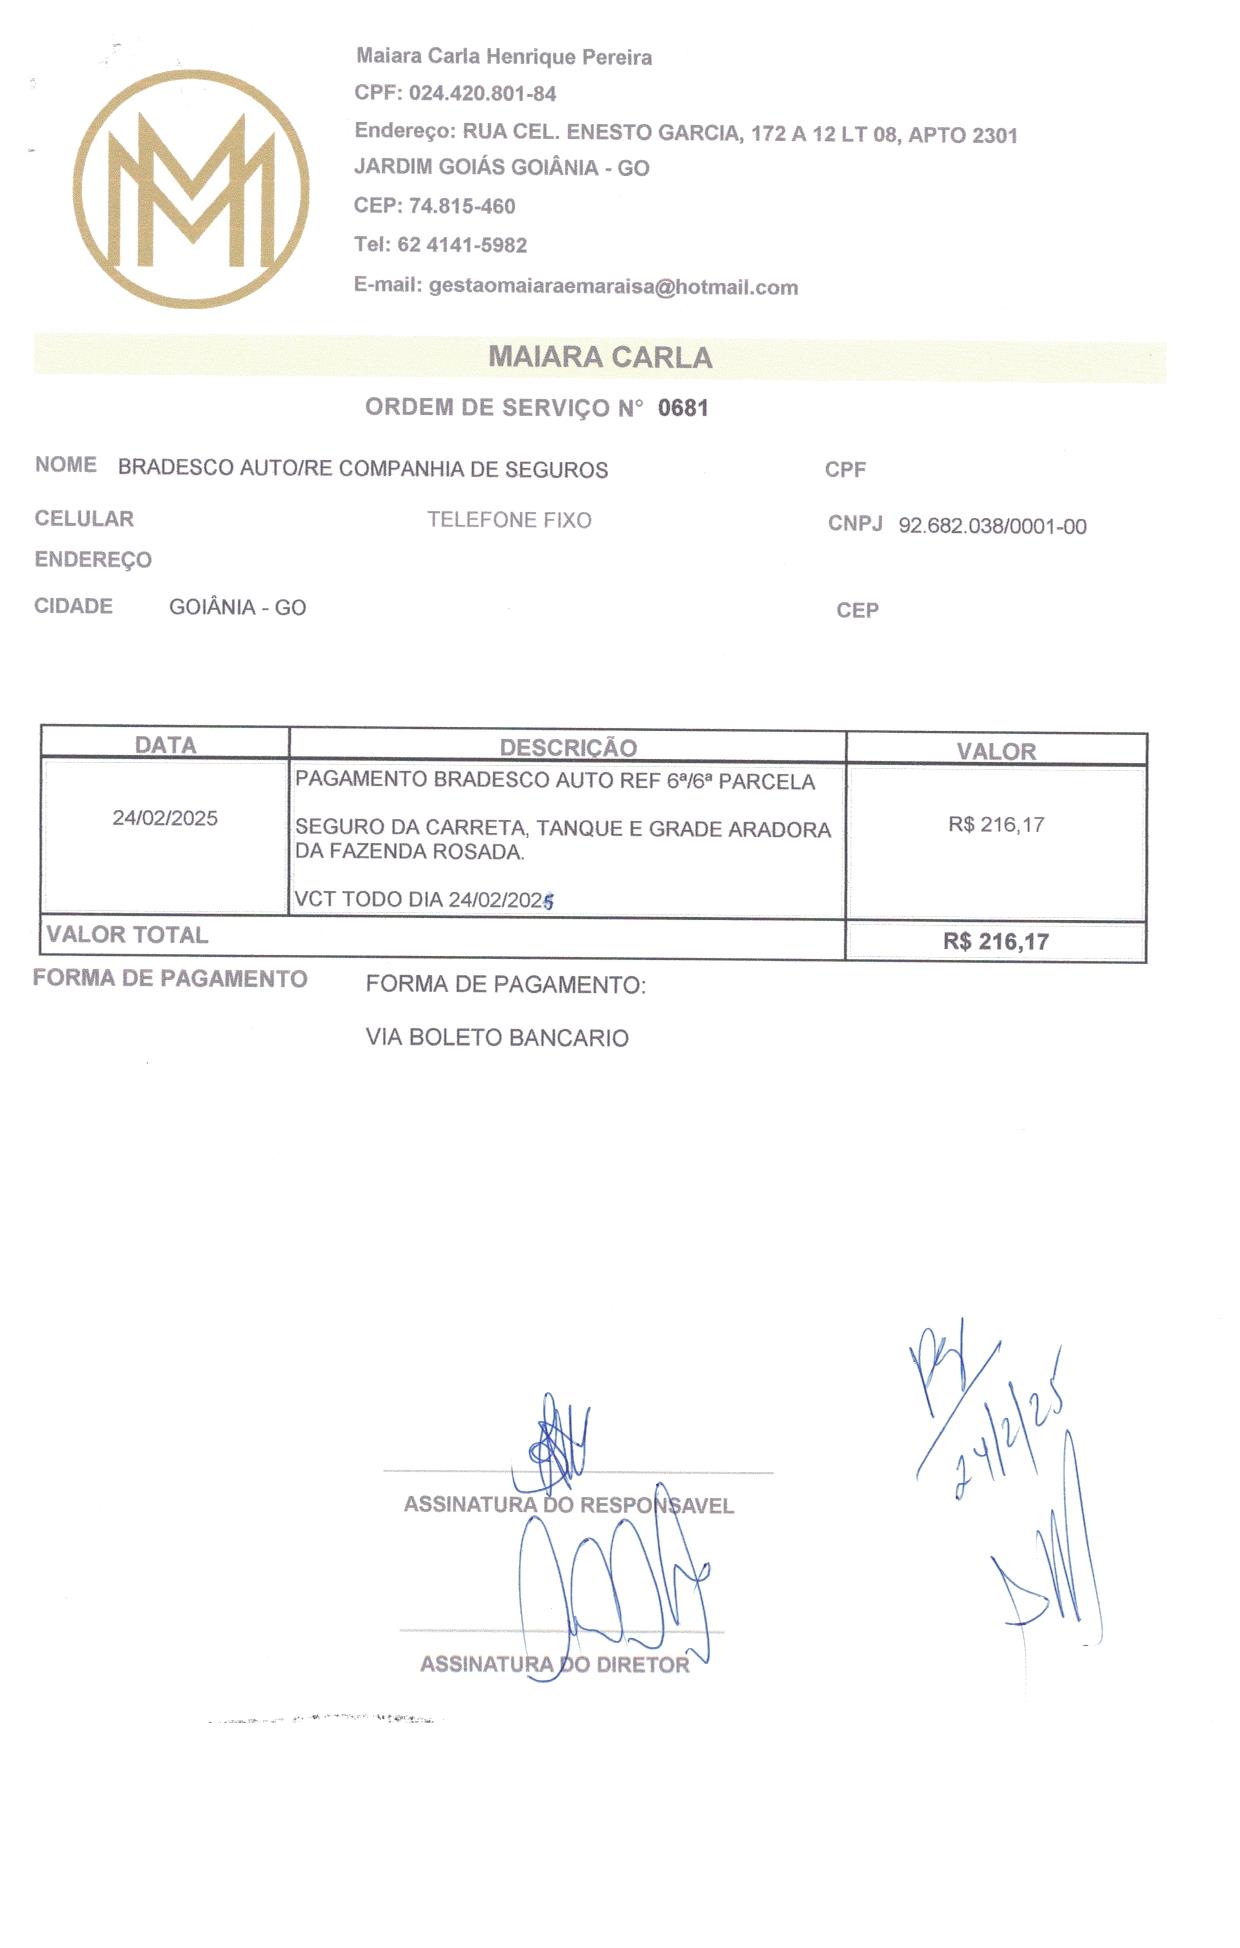 Maiara Carla Henrique Pereira
CPF: 024.420.801-84
Endereço: RUA CEL. ENESTO GARCIA, 172 A 12 LT 08, APTO 2301
JARDIM GOIÁS GOIÂNIA - GO
CEP: 74.815-460
Tel: 62 4141-5982
E-mail: gestaomaiaraemaraisa@hotmail.com
MAIARA CARLA
ORDEM DE SERVIÇO N° 0681
NOME BRADESCO AUTO/RE COMPANHIA DE SEGUROS CPF
CELULAR TELEFONE FIXO CNPJ 92.682.038/0001-00
ENDEREÇO
CIDADE GOIÂNIA - GO CEP
DATA DESCRIÇÃO VALOR
PAGAMENTO BRADESCO AUTO REF 6ª/6ª PARCELA
24/02/2025 SEGURO DA CARRETA, TANQUE E GRADE ARADORA R$ 216,17
DA FAZENDA ROSADA.
VCT TODO DIA 24/02/2025
VALOR TOTAL R$ 216,17
FORMA DE PAGAMENTO FORMA DE PAGAMENTO:
VIA BOLETO BANCARIO
24/2/25
ASSINATURA DO RESPONSAVEL
ASSINATURA DO DIRETOR